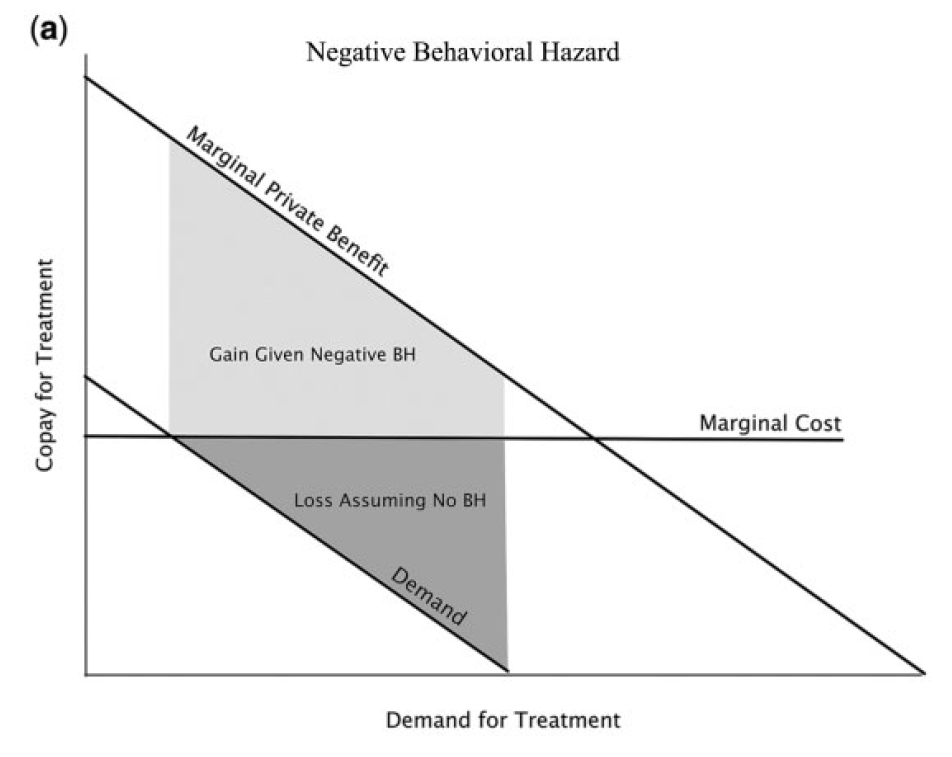 (a)
Negative Behavioral Hazard
Marginal Private Benefit
Copay for Treatment
Gain Given Negative BH
Marginal Cost
Loss Assuming No BH
Demand
Demand for Treatment